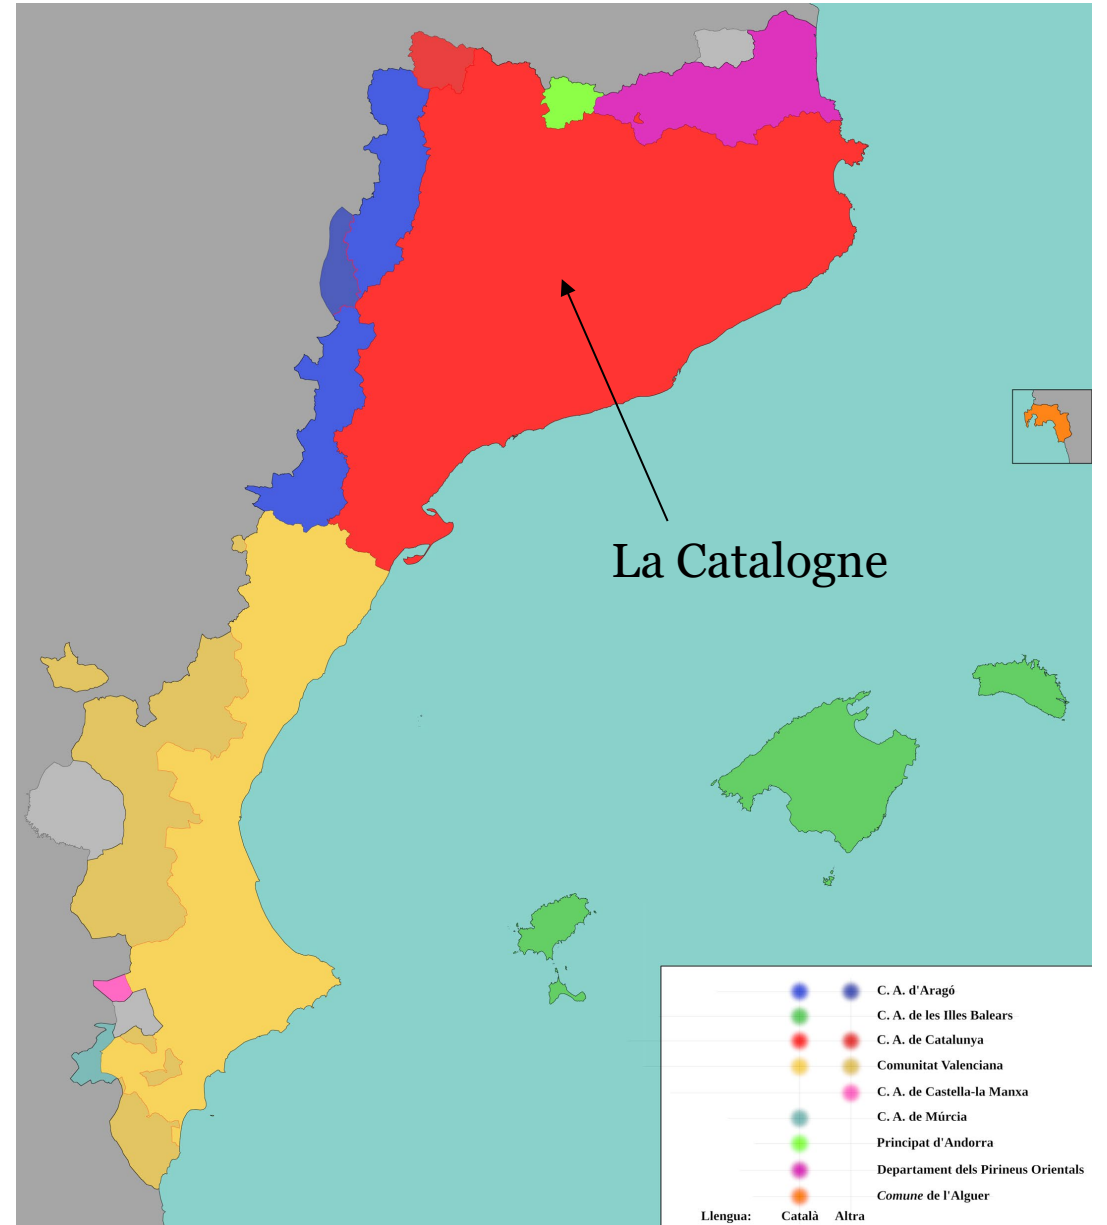 La Catalogne
C. A. d'Aragó
C. A. de les Illes Balears
C. A. de Catalunya
Comunitat Valenciana
C. A. de Castella-la Manxa
C. A. de Múrcia
Principat d'Andorra
Departament dels Pirineus Orientals
Comune de l'Alguer
Llengua: Català Altra